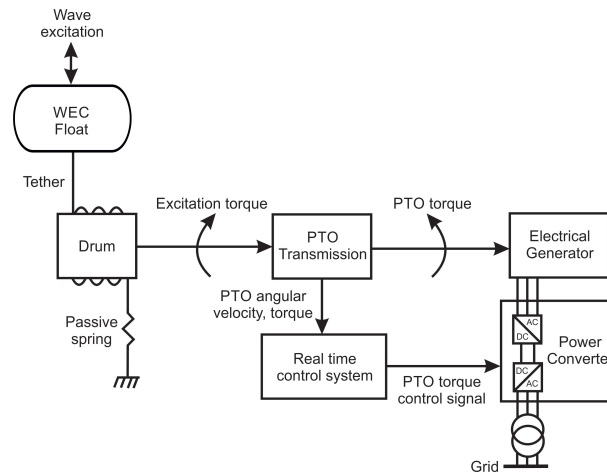 Wave
excitation
WEC
Float
Tether
Excitation torque
PTO torque
Drum
PTO
Transmission
Electrical
Generator
PTO angular
velocity, torque
Passive
spring
AC
DC
Power
Converte
Real time
control system
DC
AC
PTO torque
control signal
Grid